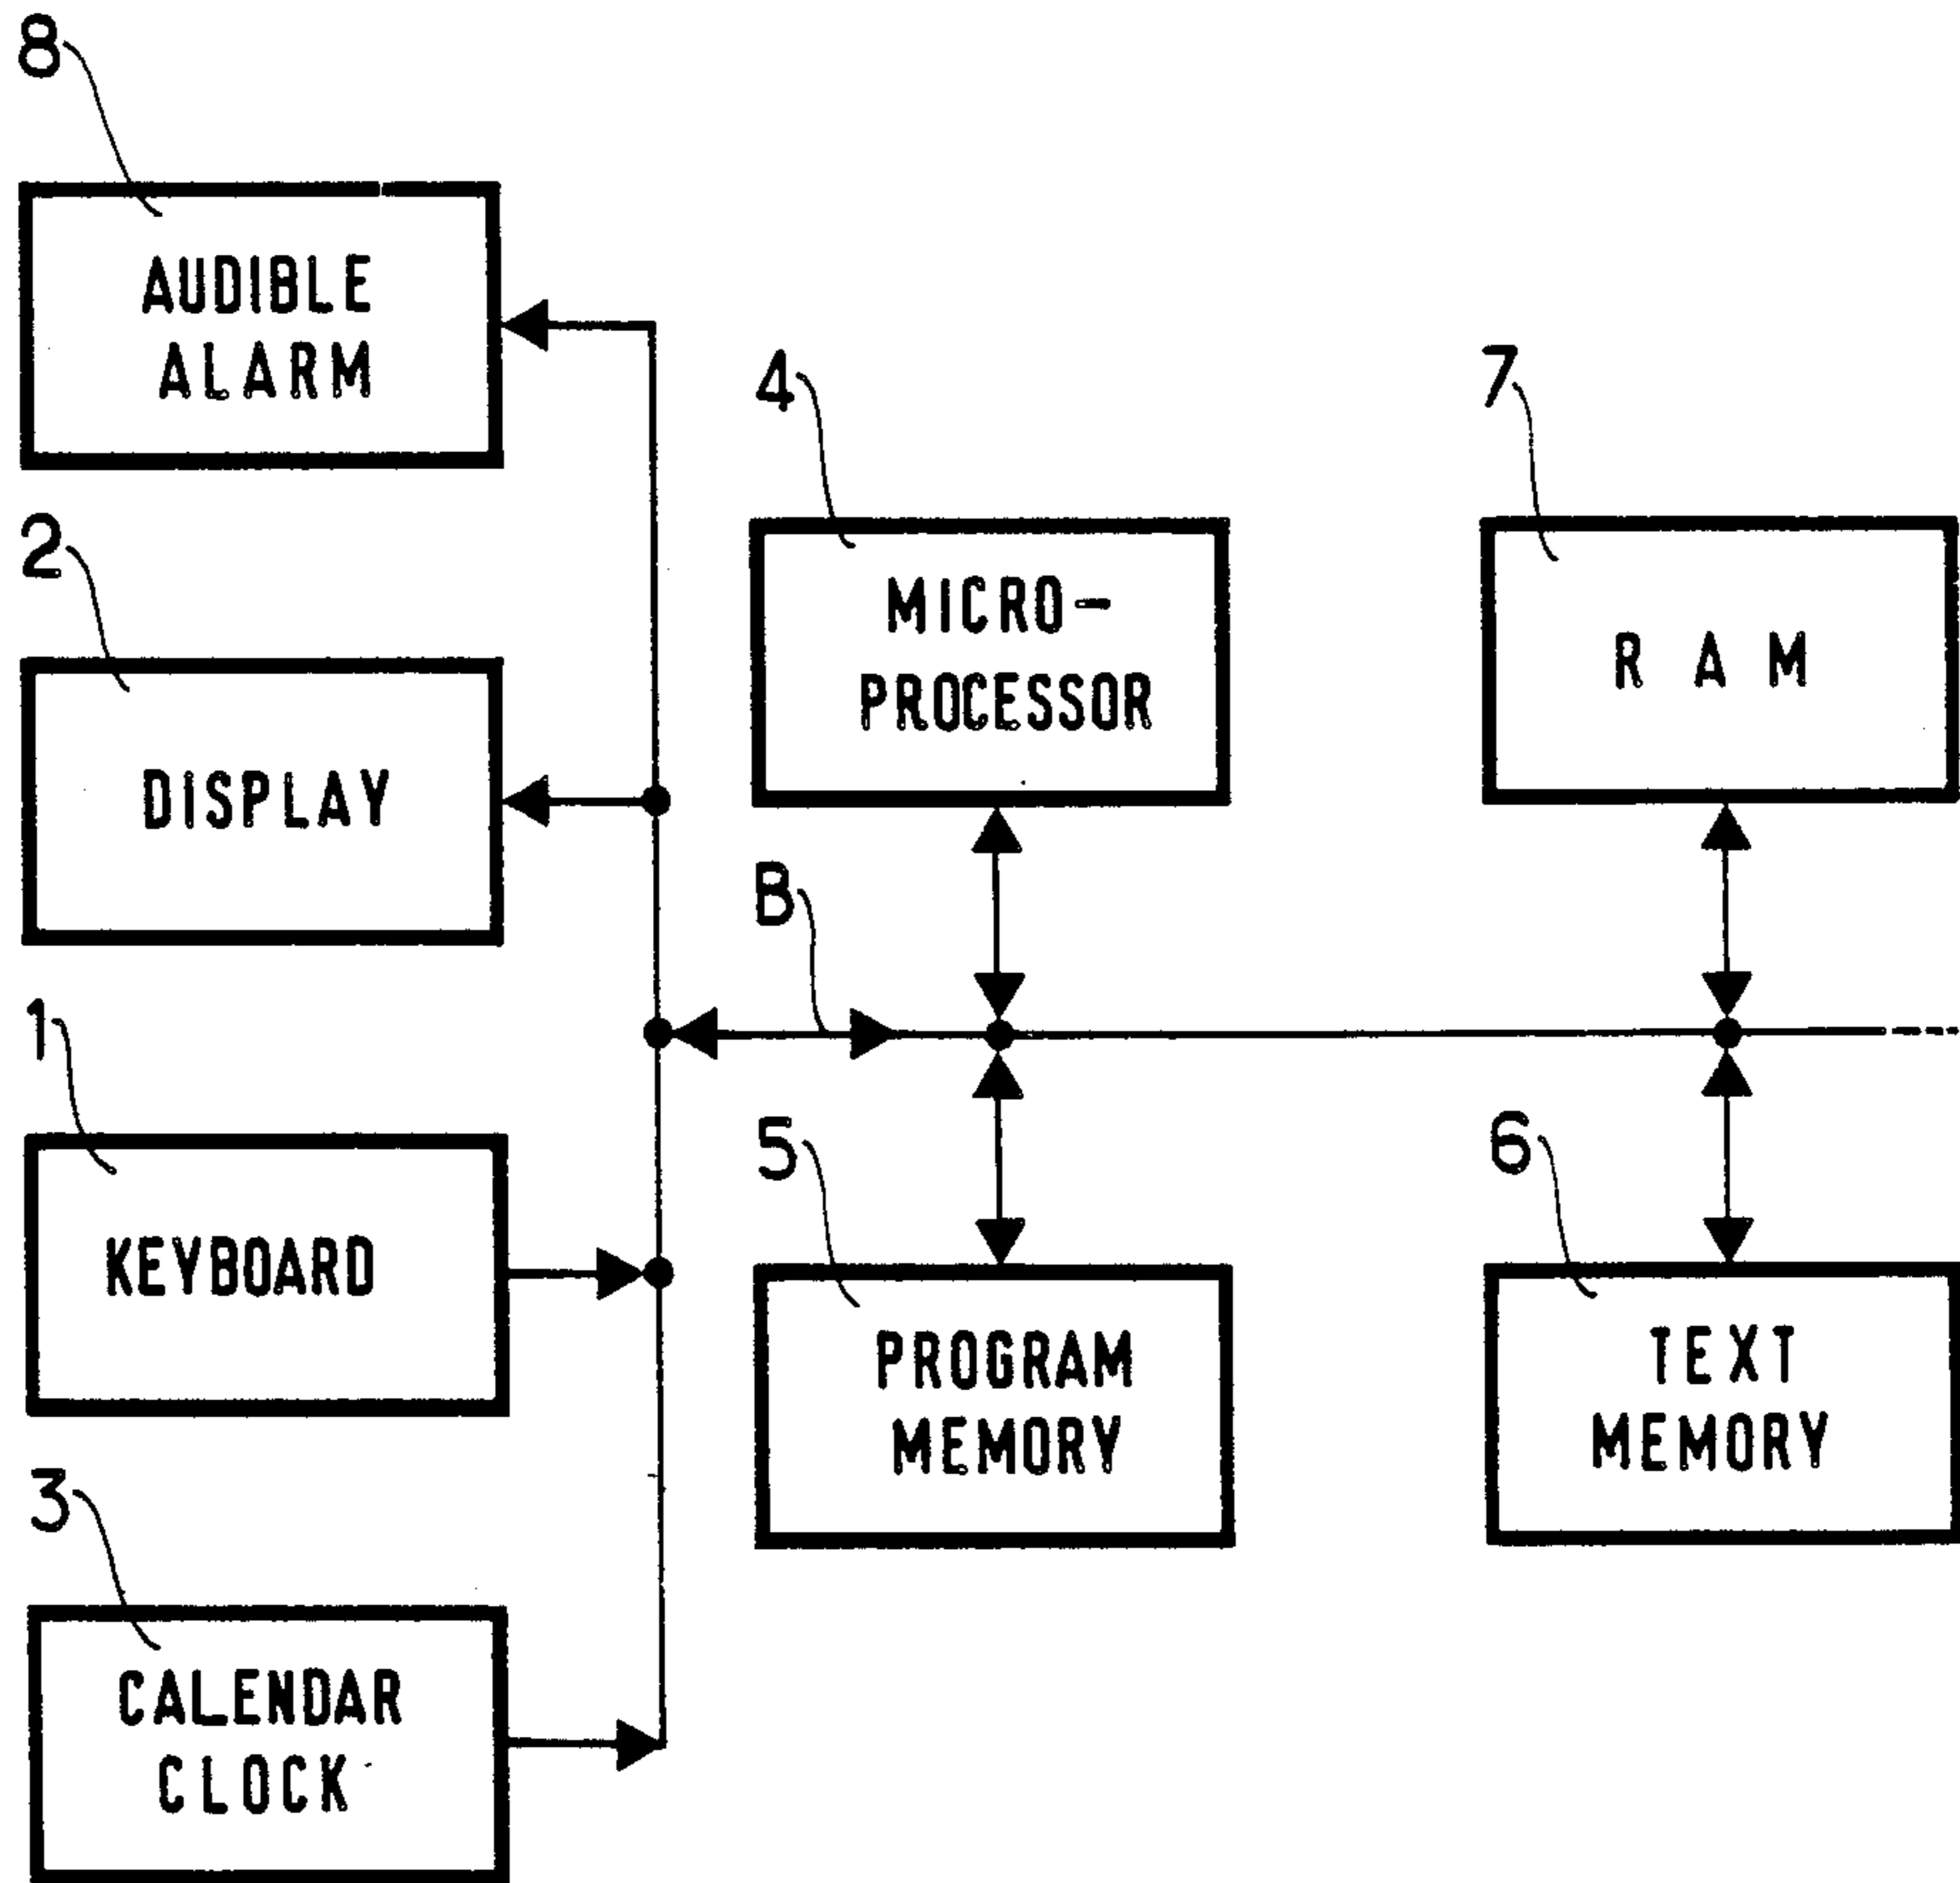 8
AUDIBLE
ALARM
2
DISPLAY
1
KEYBOARD
3
CALENDAR
CLOCK
4
MICRO-
PROCESSOR
B
5
PROGRAM
MEMORY
7
RAM
6
TEXT
MEMORY